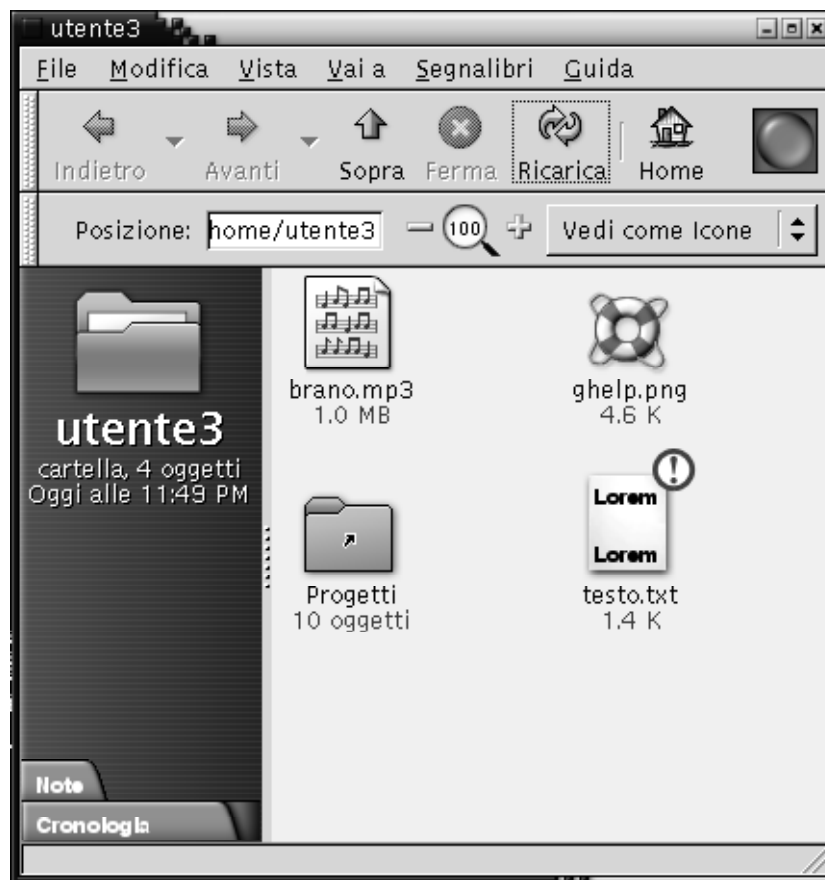 utente3
File Modifica Vista Vai a Segnalibri Guida
Indietro Avanti Sopra Ferma Ricarica Home
Posizione: home/utente3 100 Vedi come Icone
utente3
cartella, 4 oggetti
Oggi alle 11:49 PM
brano.mp3
1.0 MB
ghelp.png
4.6 K
Progetti
10 oggetti
Lorem
Lorem
testo.txt
1.4 K
Note
Cronologia